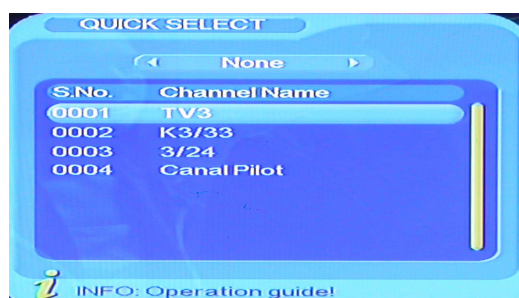 QUICK SELECT
None
S.No. Channel Name
0001 TV3
0002 K3/33
0003 3/24
0004 Canal Pilot
i INFO: Operation guide!